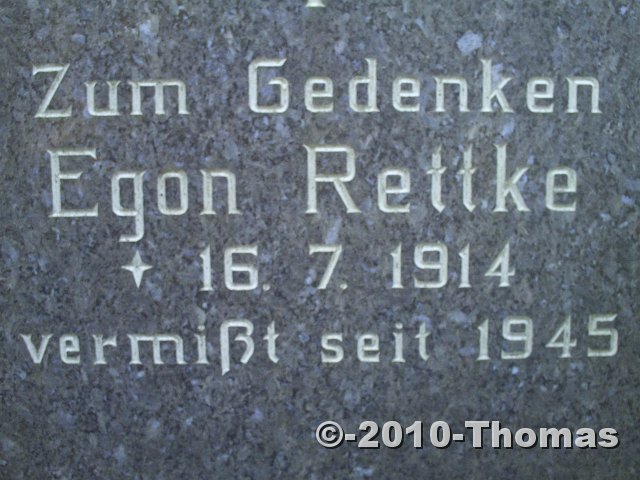 Zum Gedenken
Egon Rettke
✦ 16. 7. 1914
vermißt seit 1945
©-2010-Thomas